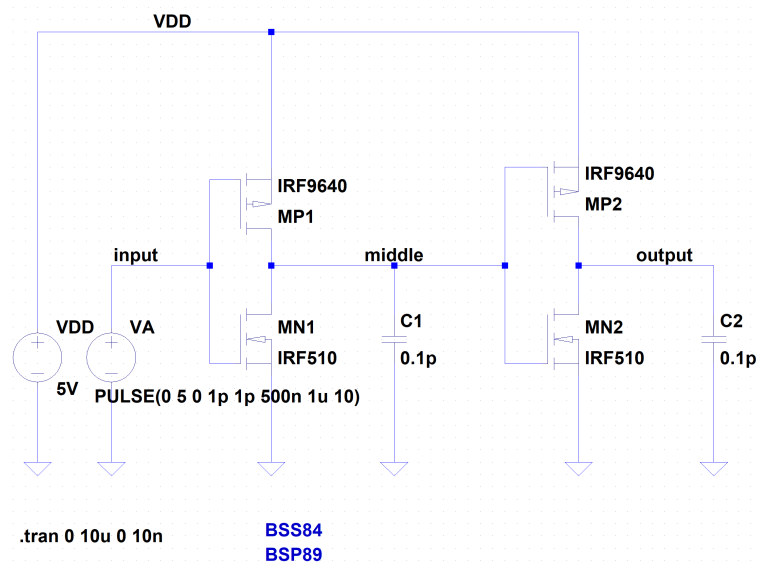 VDD
IRF9640
MP1
IRF9640
MP2
input
middle
output
VDD
VA
MN1
IRF510
C1
0.1p
MN2
IRF510
C2
0.1p
5V
PULSE(0 5 0 1p 1p 500n 1u 10)
.tran 0 10u 0 10n
BSS84
BSP89